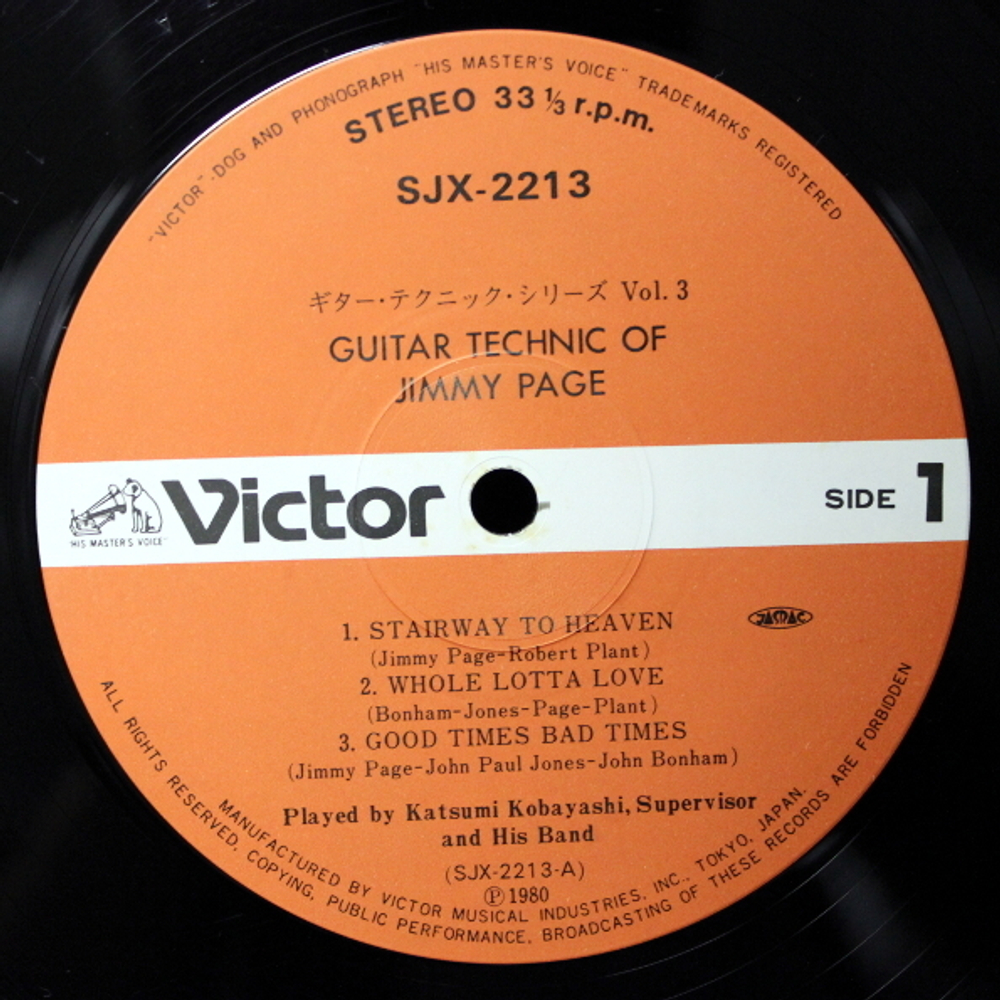 "VICTOR"-DOG AND PHONOGRAPH "HIS MASTER'S VOICE" TRADEMARKS REGISTERED
STEREO 33 ⅓ r.p.m.
SJX-2213
ギター・テクニック・シリーズ Vol. 3
GUITAR TECHNIC OF
JIMMY PAGE
"HIS MASTER'S VOICE"
Victor
SIDE 1
1. STAIRWAY TO HEAVEN
(Jimmy Page-Robert Plant)
JASRAC
2. WHOLE LOTTA LOVE
(Bonham-Jones-Page-Plant)
3. GOOD TIMES BAD TIMES
(Jimmy Page-John Paul Jones-John Bonham)
Played by Katsumi Kobayashi, Supervisor
and His Band
(SJX-2213-A)
Ⓟ1980
MANUFACTURED BY VICTOR MUSICAL INDUSTRIES, INC., TOKYO, JAPAN.
ALL RIGHTS RESERVED, COPYING, PUBLIC PERFORMANCE, BROADCASTING OF THESE RECORDS ARE FORBIDDEN